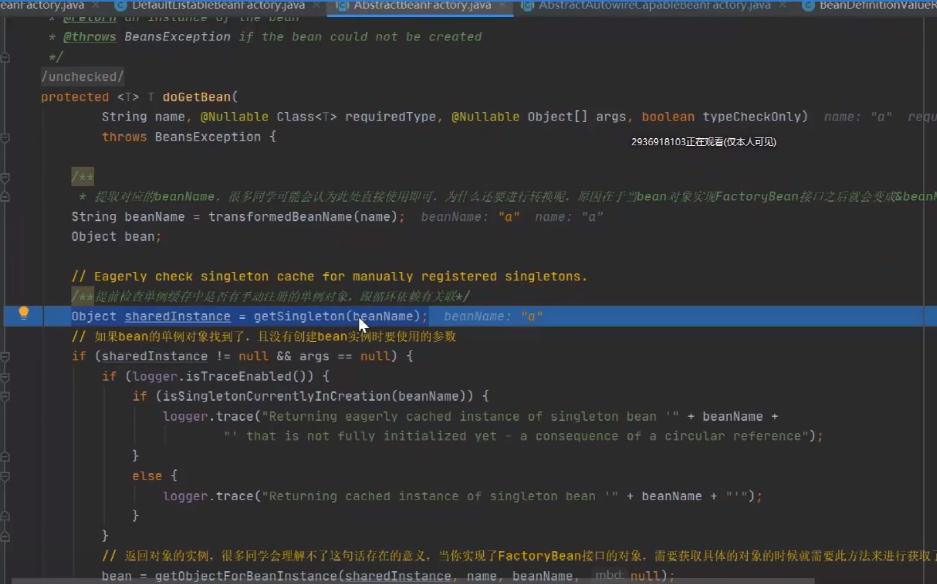 eanFactory.java DefaultListableBeanFactory.java AbstractBeanFactory.java AbstractAutowireCapableBeanFactory.java BeanDefinitionValueR
* @return an instance of the bean
* @throws BeansException if the bean could not be created
*/
/unchecked/
protected <T> T doGetBean(
String name, @Nullable Class<T> requiredType, @Nullable Object[] args, boolean typeCheckOnly) name: "a" requ
throws BeansException {
2936918103正在观看(仅本人可见)
/**
* 提取对应的beanName，很多同学可能会认为此处直接使用即可，为什么还要进行转换呢，原因在于当bean对象实现FactoryBean接口之后就会变成&beanN
String beanName = transformedBeanName(name); beanName: "a" name: "a"
Object bean;
// Eagerly check singleton cache for manually registered singletons.
/**提前检查单例缓存中是否有手动注册的单例对象，跟循环依赖有关联*/
Object sharedInstance = getSingleton(beanName); beanName: "a"
// 如果bean的单例对象找到了，且没有创建bean实例时要使用的参数
if (sharedInstance != null && args == null) {
if (logger.isTraceEnabled()) {
if (isSingletonCurrentlyInCreation(beanName)) {
logger.trace("Returning eagerly cached instance of singleton bean '" + beanName +
"' that is not fully initialized yet - a consequence of a circular reference");
}
else {
logger.trace("Returning cached instance of singleton bean '" + beanName + "'");
}
}
// 返回对象的实例，很多同学会理解不了这句话存在的意义，当你实现了FactoryBean接口的对象，需要获取具体的对象的时候就需要此方法来进行获取了
bean = getObjectForBeanInstance(sharedInstance, name, beanName, mbd: null);